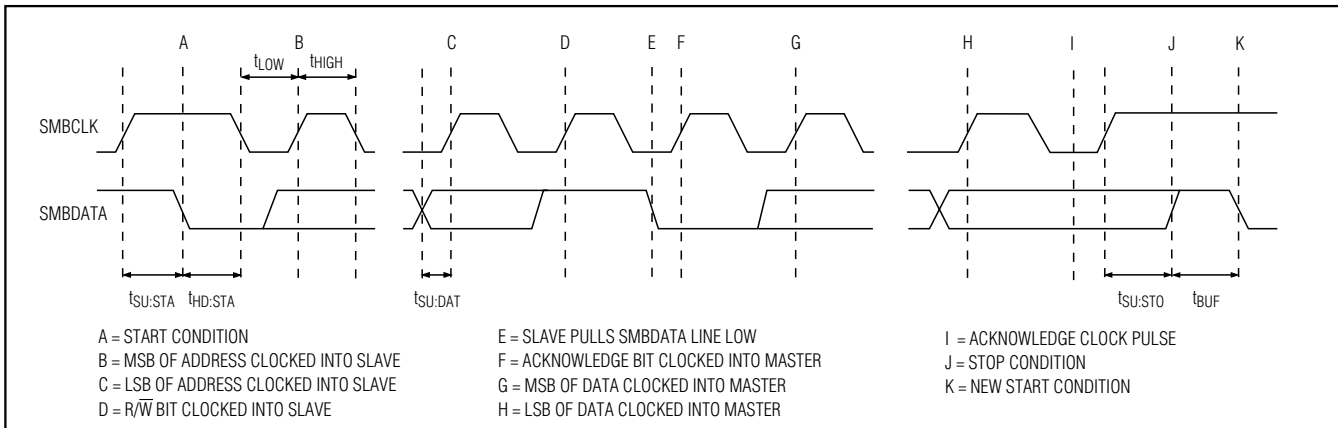 A B C D E F G H I J K
tLOW tHIGH
SMBCLK
SMBDATA
tSU:STA tHD:STA tSU:DAT tSU:STO tBUF
A = START CONDITION
B = MSB OF ADDRESS CLOCKED INTO SLAVE
C = LSB OF ADDRESS CLOCKED INTO SLAVE
D = R/W̅ BIT CLOCKED INTO SLAVE
E = SLAVE PULLS SMBDATA LINE LOW
F = ACKNOWLEDGE BIT CLOCKED INTO MASTER
G = MSB OF DATA CLOCKED INTO MASTER
H = LSB OF DATA CLOCKED INTO MASTER
I = ACKNOWLEDGE CLOCK PULSE
J = STOP CONDITION
K = NEW START CONDITION